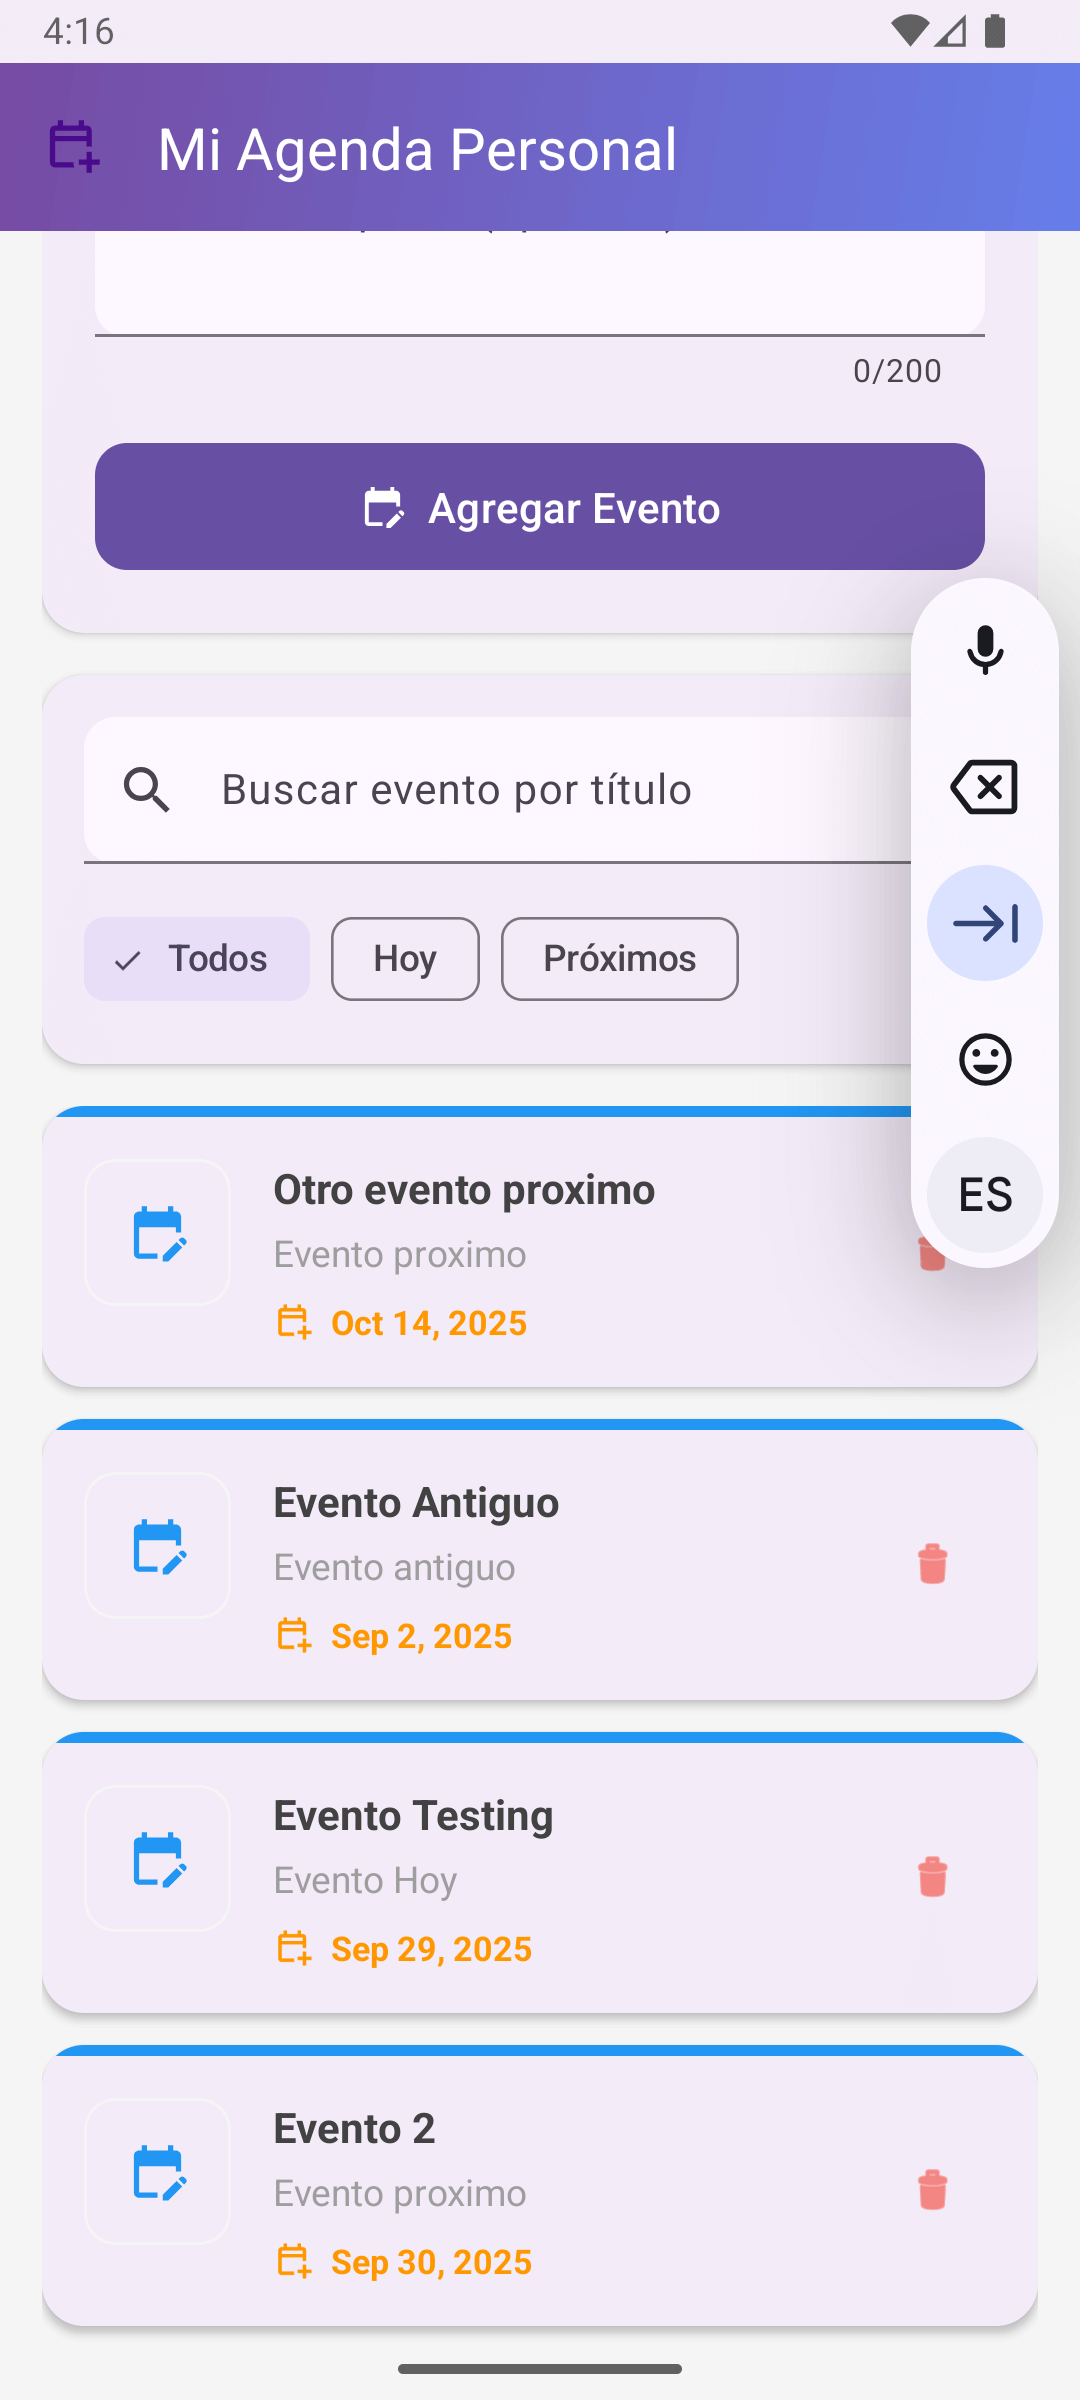 4:16
Mi Agenda Personal
0/200
Agregar Evento
Buscar evento por título
Todos
Hoy
Próximos
ES
Otro evento proximo
Evento proximo
Oct 14, 2025
Evento Antiguo
Evento antiguo
Sep 2, 2025
Evento Testing
Evento Hoy
Sep 29, 2025
Evento 2
Evento proximo
Sep 30, 2025